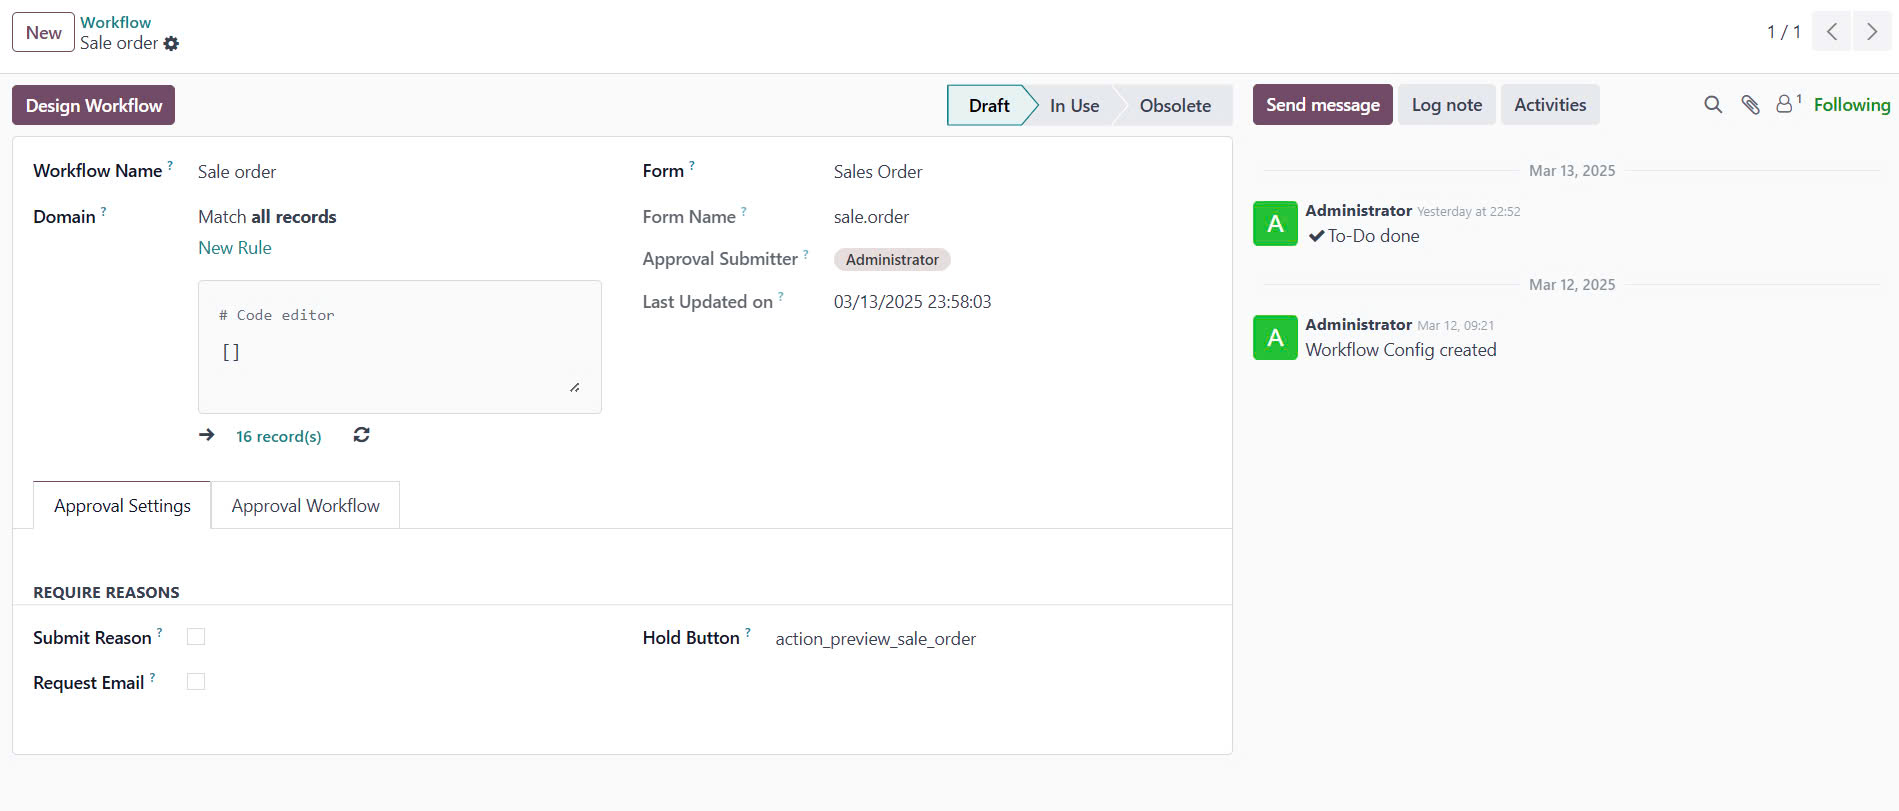 New
Workflow
Sale order
1 / 1
Design Workflow
Draft
In Use
Obsolete
Send message
Log note
Activities
1
Following
Workflow Name ?
Sale order
Domain ?
Match all records
New Rule
# Code editor
[]
16 record(s)
Form ?
Sales Order
Form Name ?
sale.order
Approval Submitter ?
Administrator
Last Updated on ?
03/13/2025 23:58:03
Approval Settings
Approval Workflow
REQUIRE REASONS
Submit Reason ?
Request Email ?
Hold Button ?
action_preview_sale_order
Mar 13, 2025
A
Administrator Yesterday at 22:52
To-Do done
Mar 12, 2025
A
Administrator Mar 12, 09:21
Workflow Config created